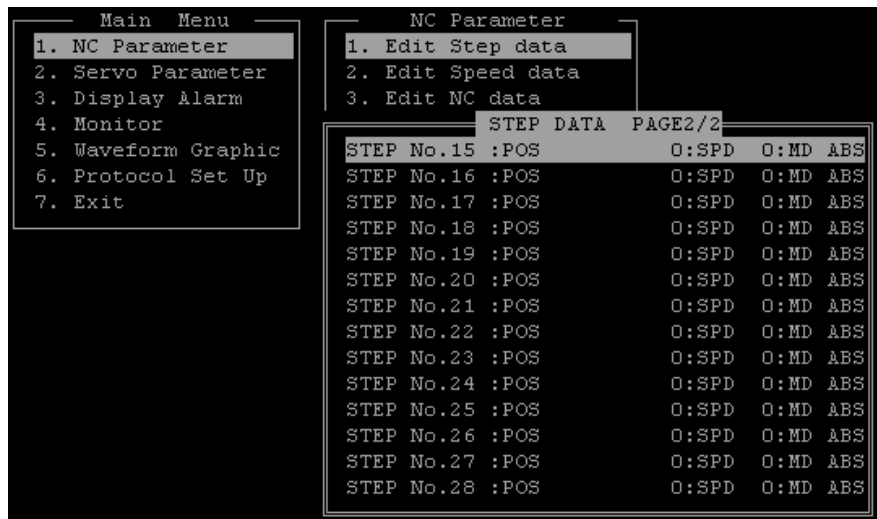 Main Menu
1. NC Parameter
2. Servo Parameter
3. Display Alarm
4. Monitor
5. Waveform Graphic
6. Protocol Set Up
7. Exit
NC Parameter
1. Edit Step data
2. Edit Speed data
3. Edit NC data
STEP DATA PAGE2/2
STEP No.15 :POS 0:SPD 0:MD ABS
STEP No.16 :POS 0:SPD 0:MD ABS
STEP No.17 :POS 0:SPD 0:MD ABS
STEP No.18 :POS 0:SPD 0:MD ABS
STEP No.19 :POS 0:SPD 0:MD ABS
STEP No.20 :POS 0:SPD 0:MD ABS
STEP No.21 :POS 0:SPD 0:MD ABS
STEP No.22 :POS 0:SPD 0:MD ABS
STEP No.23 :POS 0:SPD 0:MD ABS
STEP No.24 :POS 0:SPD 0:MD ABS
STEP No.25 :POS 0:SPD 0:MD ABS
STEP No.26 :POS 0:SPD 0:MD ABS
STEP No.27 :POS 0:SPD 0:MD ABS
STEP No.28 :POS 0:SPD 0:MD ABS